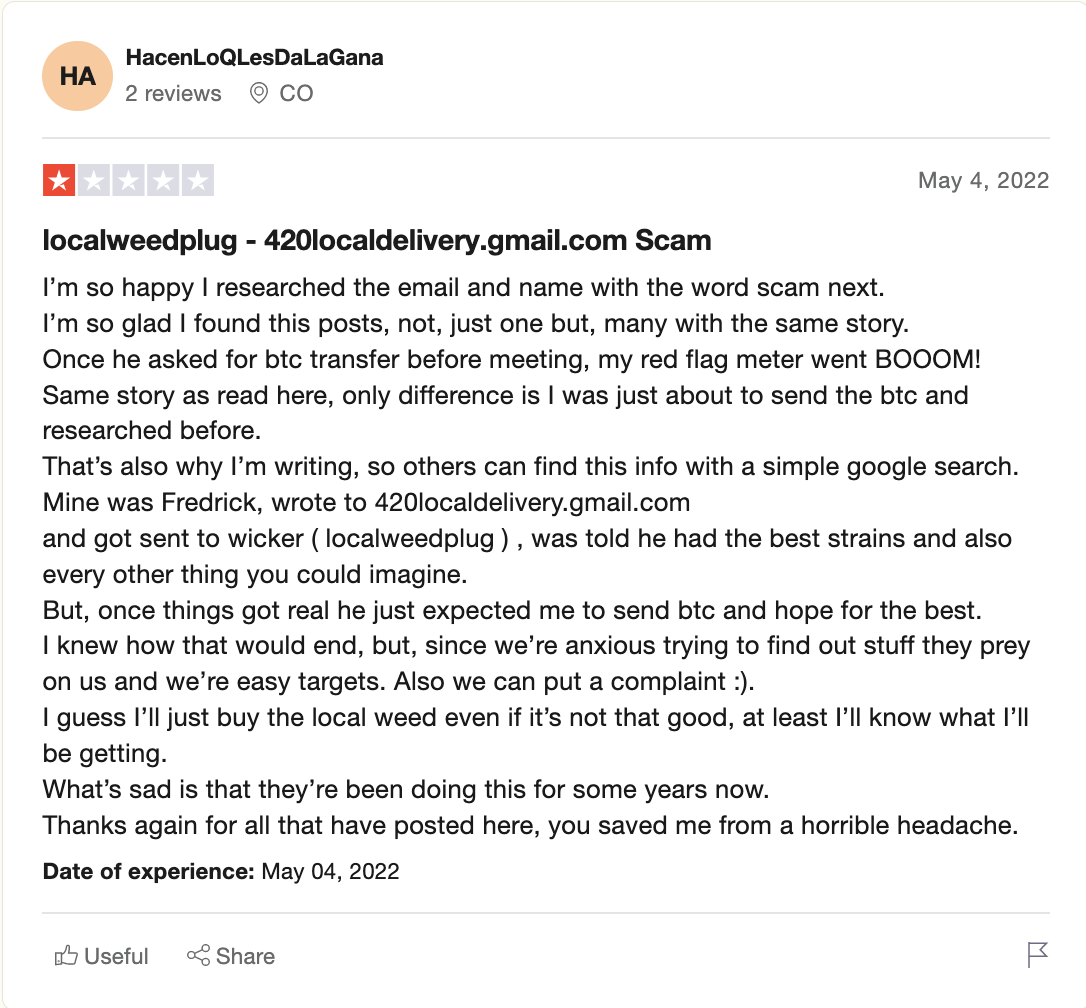 HA
HacenLoQLesDaLaGana
2 reviews CO
May 4, 2022
localweedplug - 420localdelivery.gmail.com Scam
I’m so happy I researched the email and name with the word scam next.
I’m so glad I found this posts, not, just one but, many with the same story.
Once he asked for btc transfer before meeting, my red flag meter went BOOOM!
Same story as read here, only difference is I was just about to send the btc and
researched before.
That’s also why I’m writing, so others can find this info with a simple google search.
Mine was Fredrick, wrote to 420localdelivery.gmail.com
and got sent to wicker ( localweedplug ) , was told he had the best strains and also
every other thing you could imagine.
But, once things got real he just expected me to send btc and hope for the best.
I knew how that would end, but, since we’re anxious trying to find out stuff they prey
on us and we’re easy targets. Also we can put a complaint :).
I guess I’ll just buy the local weed even if it’s not that good, at least I’ll know what I’ll
be getting.
What’s sad is that they’re been doing this for some years now.
Thanks again for all that have posted here, you saved me from a horrible headache.
Date of experience: May 04, 2022
Useful Share